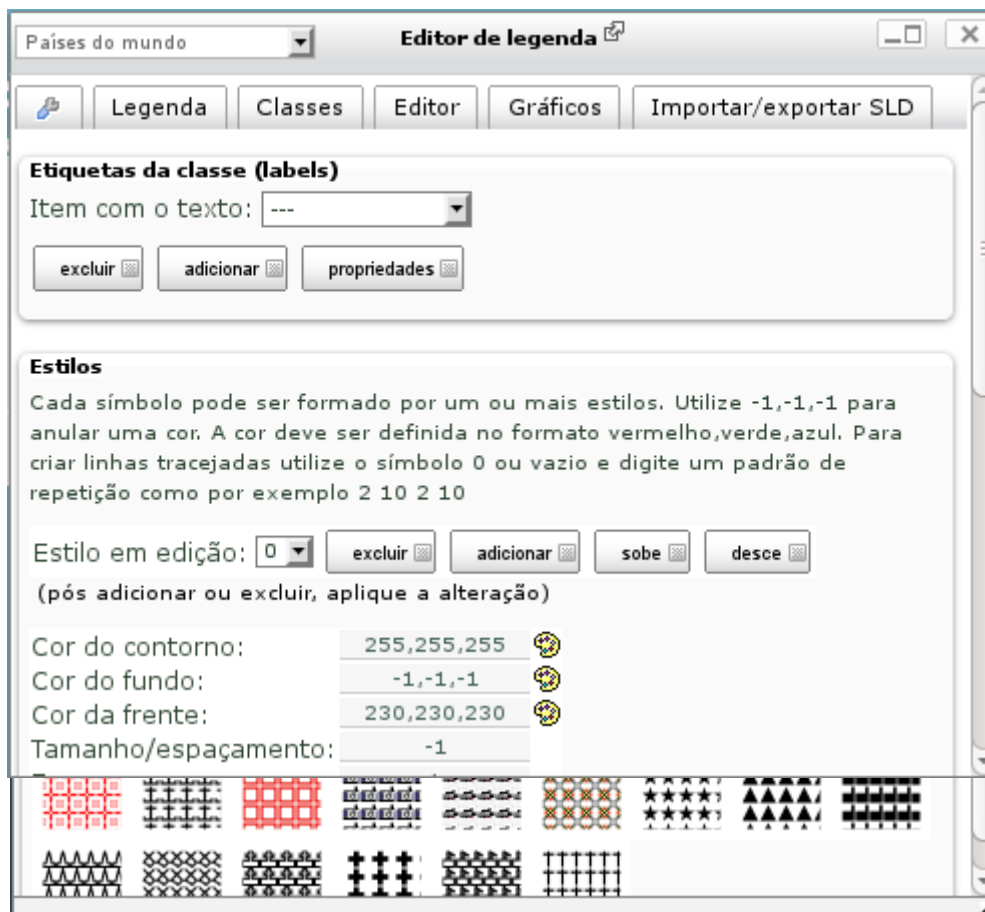 Países do mundo
Editor de legenda
Legenda
Classes
Editor
Gráficos
Importar/exportar SLD
Etiquetas da classe (labels)
Item com o texto: ---
excluir
adicionar
propriedades
Estilos
Cada símbolo pode ser formado por um ou mais estilos. Utilize -1,-1,-1 para
anular uma cor. A cor deve ser definida no formato vermelho,verde,azul. Para
criar linhas tracejadas utilize o símbolo 0 ou vazio e digite um padrão de
repetição como por exemplo 2 10 2 10
Estilo em edição: 0
excluir
adicionar
sobe
desce
(pós adicionar ou excluir, aplique a alteração)
Cor do contorno: 255,255,255
Cor do fundo: -1,-1,-1
Cor da frente: 230,230,230
Tamanho/espaçamento: -1